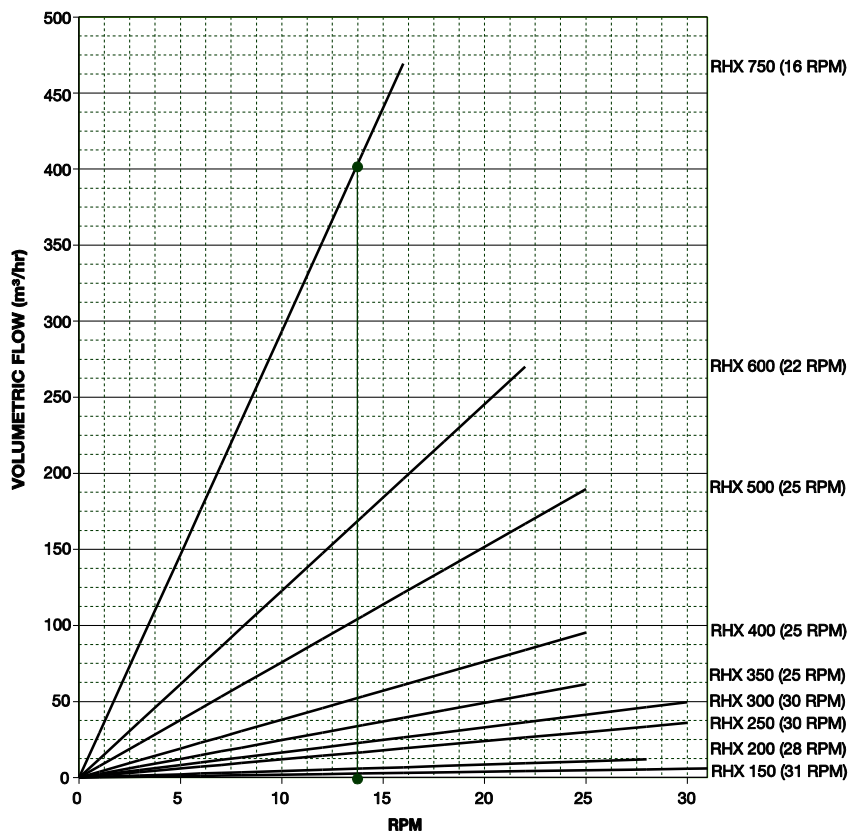 500
450
400
350
300
250
200
150
100
50
0
VOLUMETRIC FLOW (m³/hr)
0 5 10 15 20 25 30
RPM
RHX 750 (16 RPM)
RHX 600 (22 RPM)
RHX 500 (25 RPM)
RHX 400 (25 RPM)
RHX 350 (25 RPM)
RHX 300 (30 RPM)
RHX 250 (30 RPM)
RHX 200 (28 RPM)
RHX 150 (31 RPM)